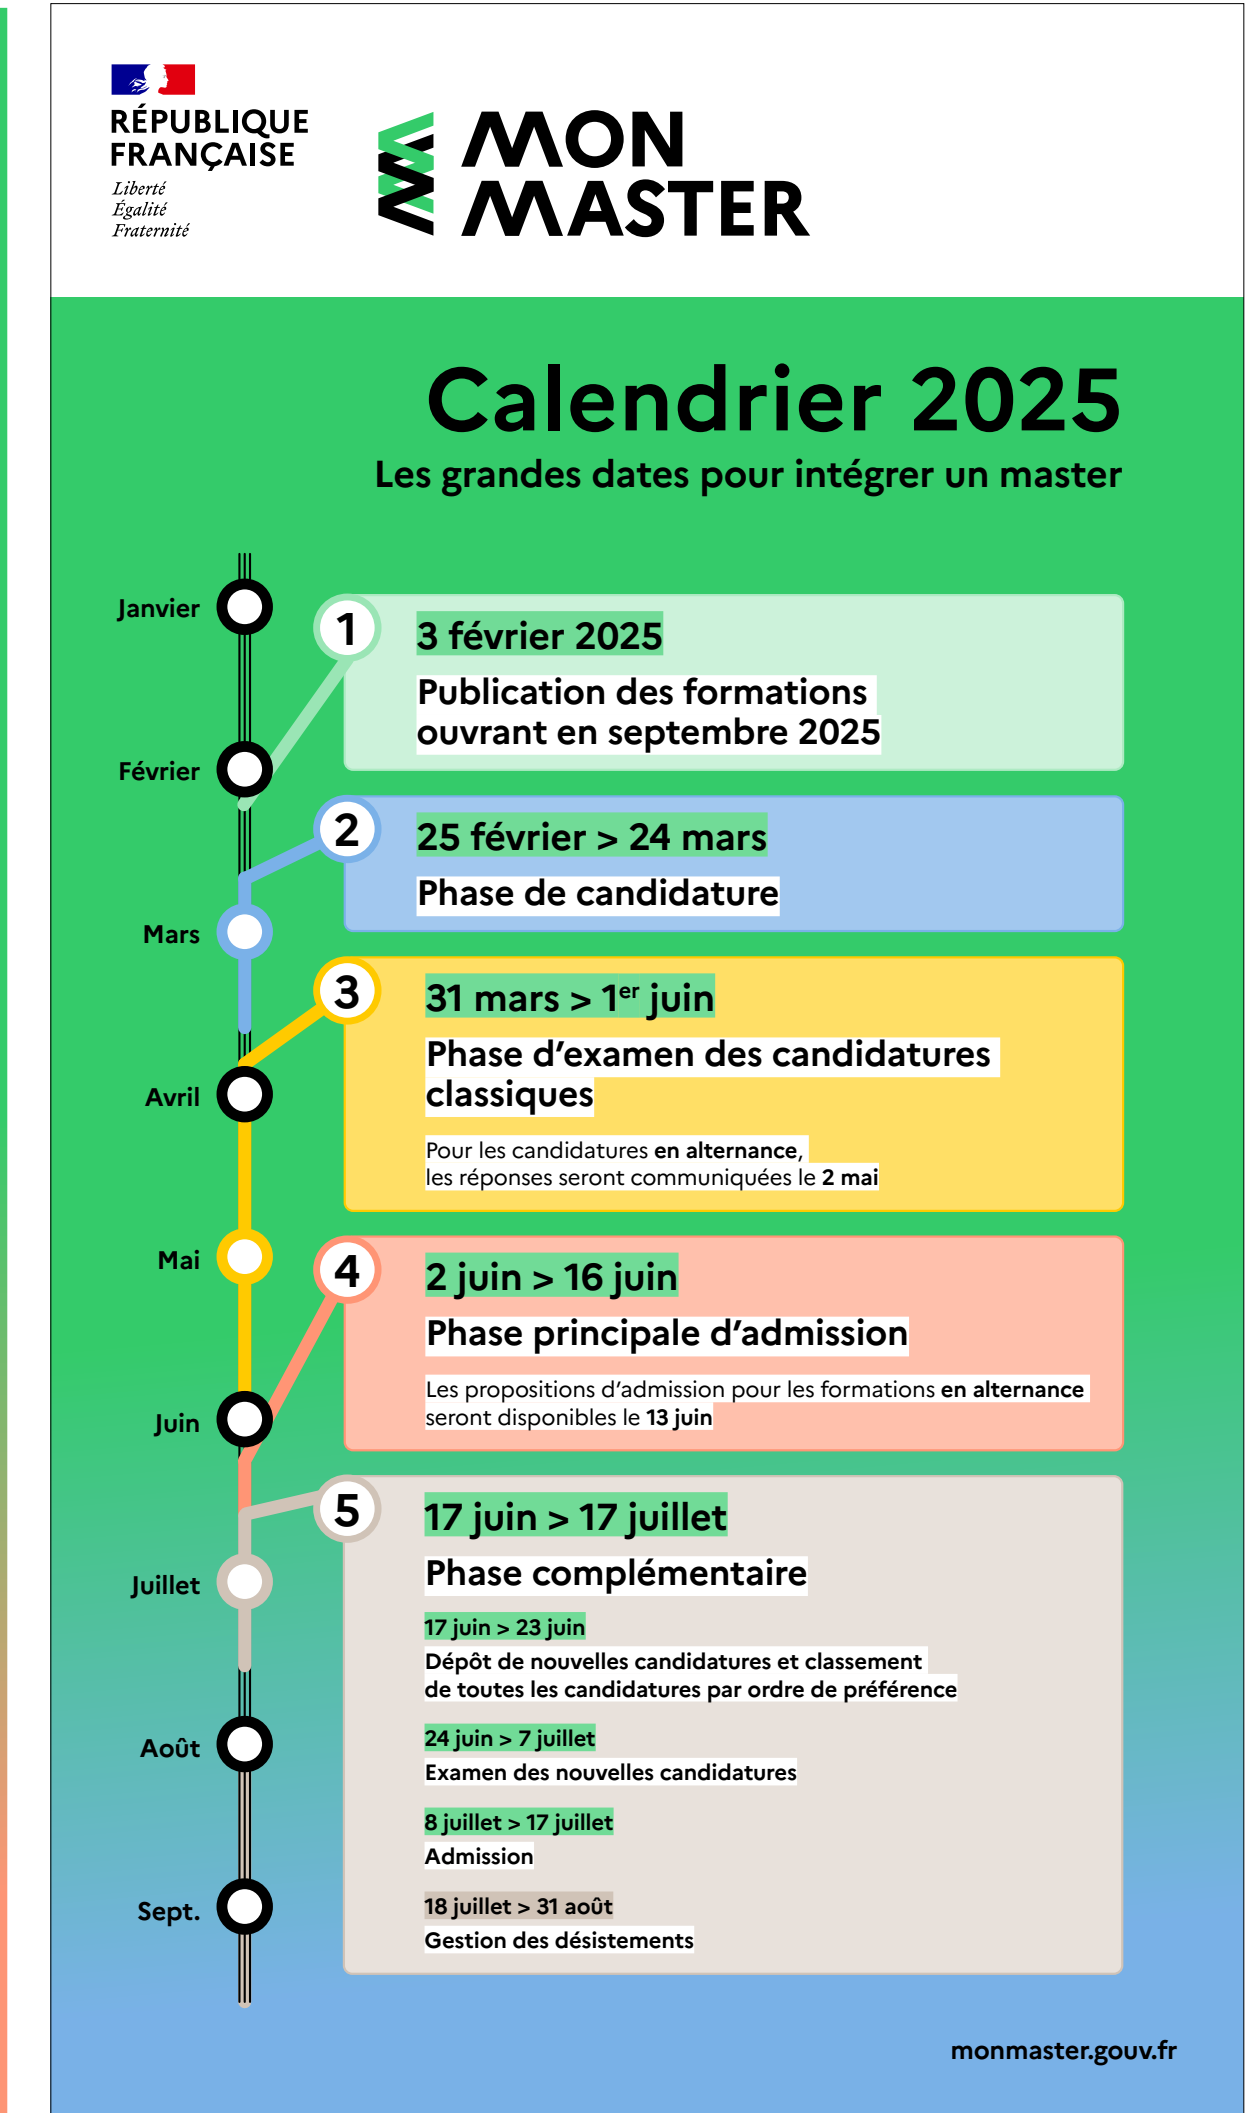 RÉPUBLIQUE
FRANÇAISE
Liberté
Égalité
Fraternité
MON
MASTER
Calendrier 2025
Les grandes dates pour intégrer un master
Janvier
1
3 février 2025
Publication des formations
ouvrant en septembre 2025
Février
2
25 février > 24 mars
Phase de candidature
Mars
3
31 mars > 1er juin
Phase d’examen des candidatures
classiques
Avril
Pour les candidatures en alternance,
les réponses seront communiquées le 2 mai
Mai
4
2 juin > 16 juin
Phase principale d’admission
Les propositions d’admission pour les formations en alternance
seront disponibles le 13 juin
Juin
5
17 juin > 17 juillet
Phase complémentaire
Juillet
17 juin > 23 juin
Dépôt de nouvelles candidatures et classement
de toutes les candidatures par ordre de préférence
24 juin > 7 juillet
Août
Examen des nouvelles candidatures
8 juillet > 17 juillet
Admission
18 juillet > 31 août
Sept.
Gestion des désistements
monmaster.gouv.fr